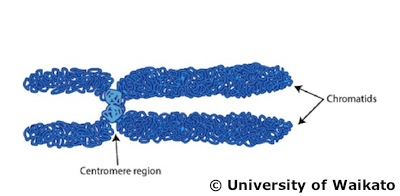 Chromatids
Centromere region
© University of Waikato